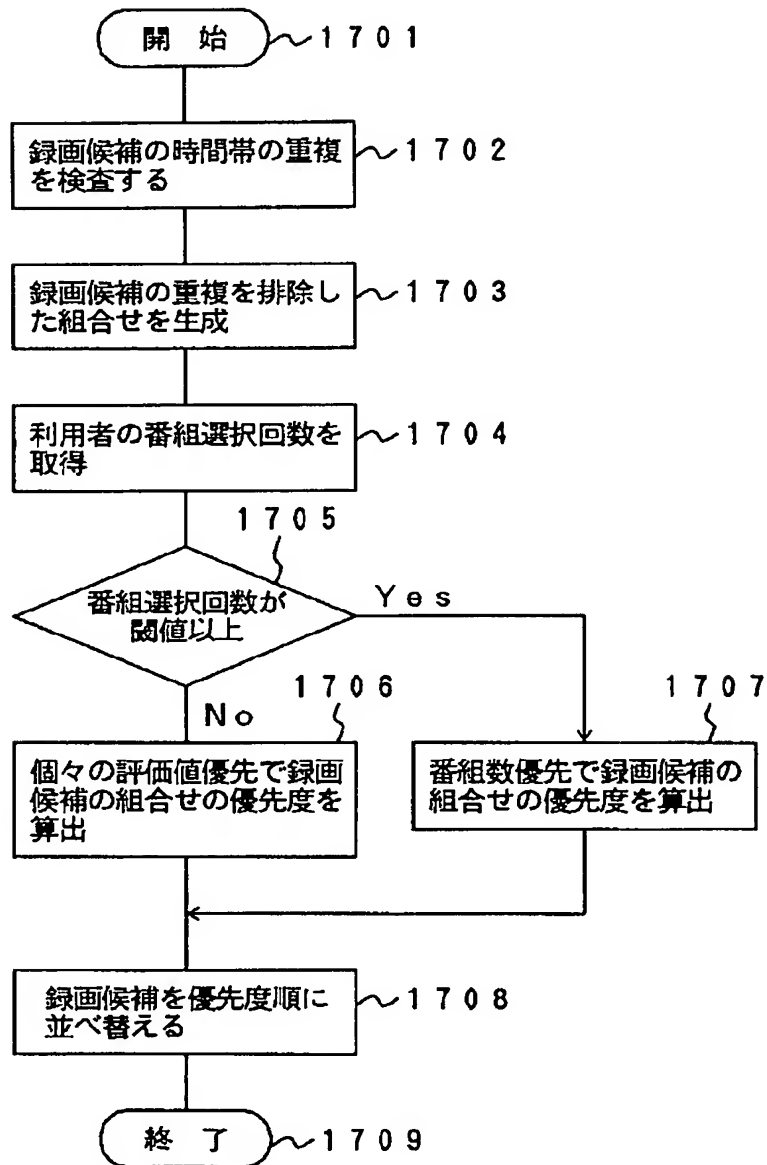 開 始
1701
録画候補の時間帯の重複
を検査する
1702
録画候補の重複を排除し
た組合せを生成
1703
利用者の番組選択回数を
取得
1704
1705
番組選択回数が
閾値以上
Yes
No
1706
個々の評価値優先で録画
候補の組合せの優先度を
算出
1707
番組数優先で録画候補の
組合せの優先度を算出
録画候補を優先度順に
並べ替える
1708
終 了
1709